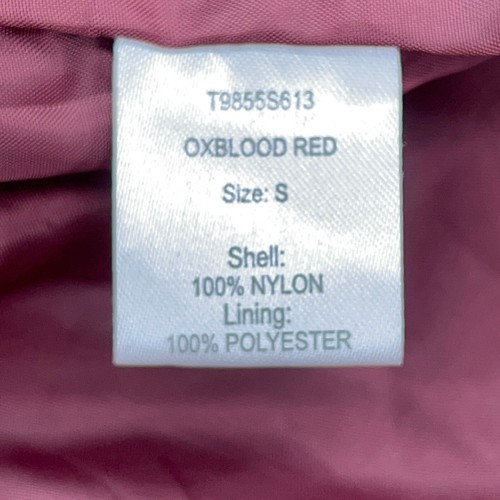 T9855S613
OXBLOOD RED
Size: S
Shell:
100% NYLON
Lining:
100% POLYESTER